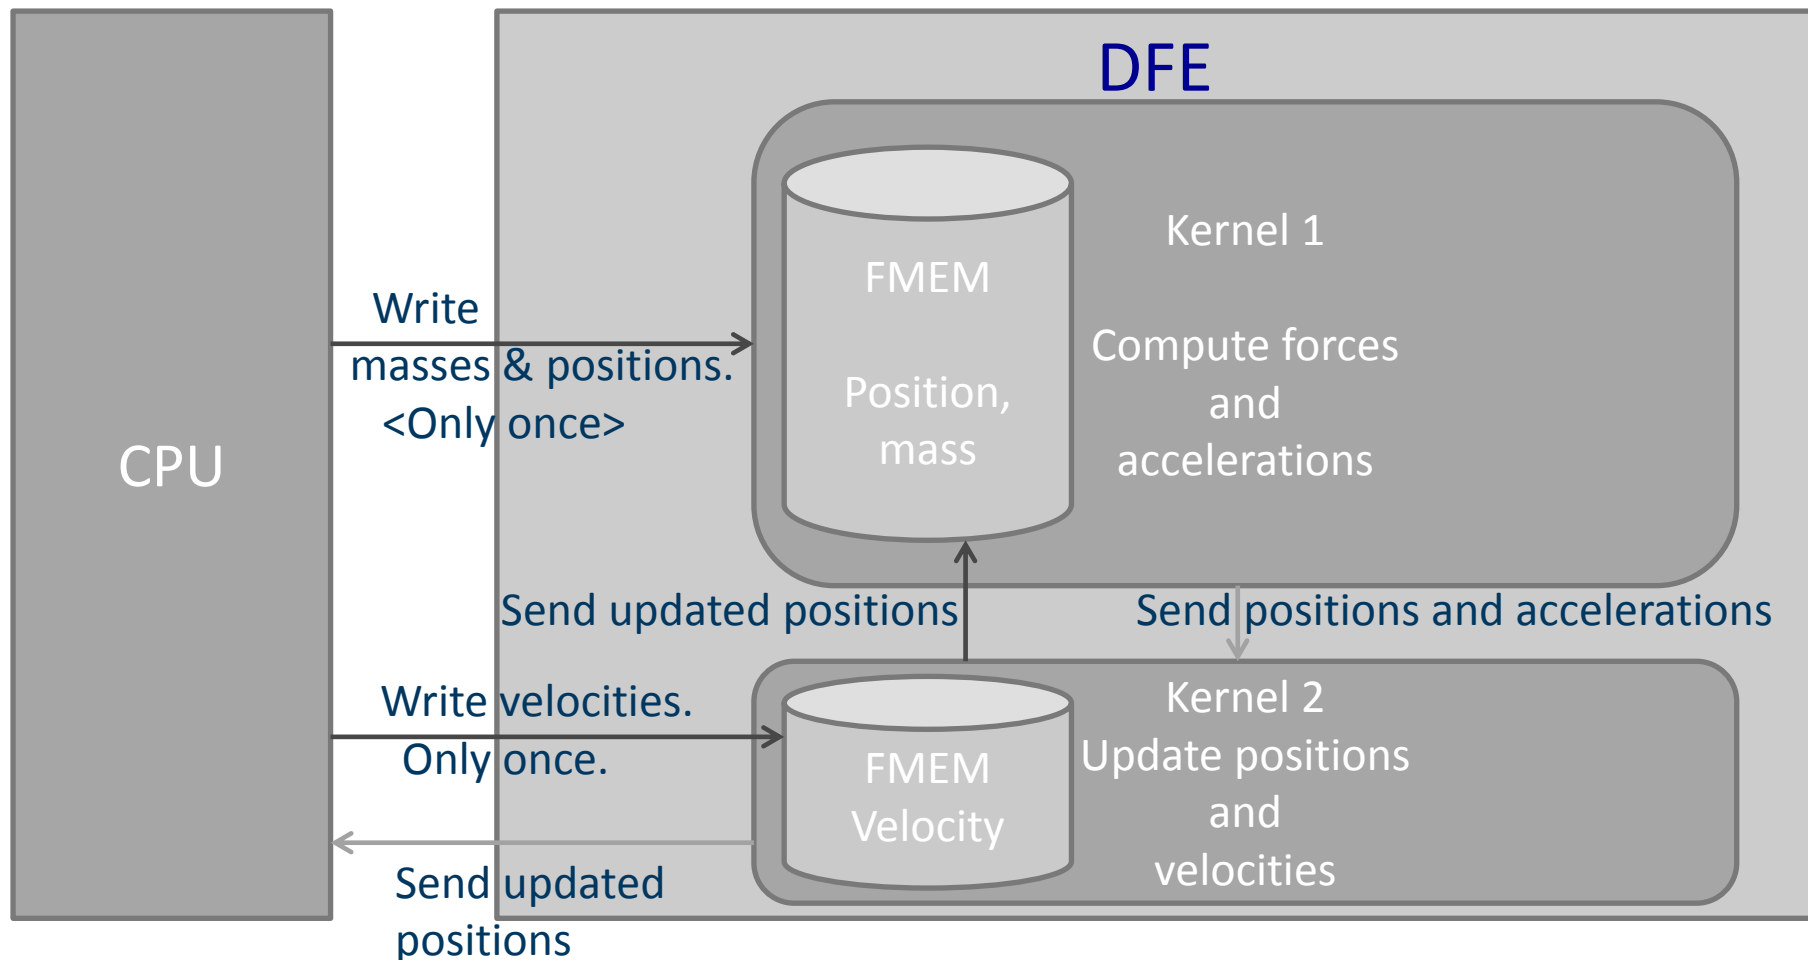 DFE
CPU
Write
masses & positions.
<Only once>
FMEM
Position,
mass
Kernel 1
Compute forces
and
accelerations
Send updated positions
Send positions and accelerations
Write velocities.
Only once.
FMEM
Velocity
Kernel 2
Update positions
and
velocities
Send updated
positions